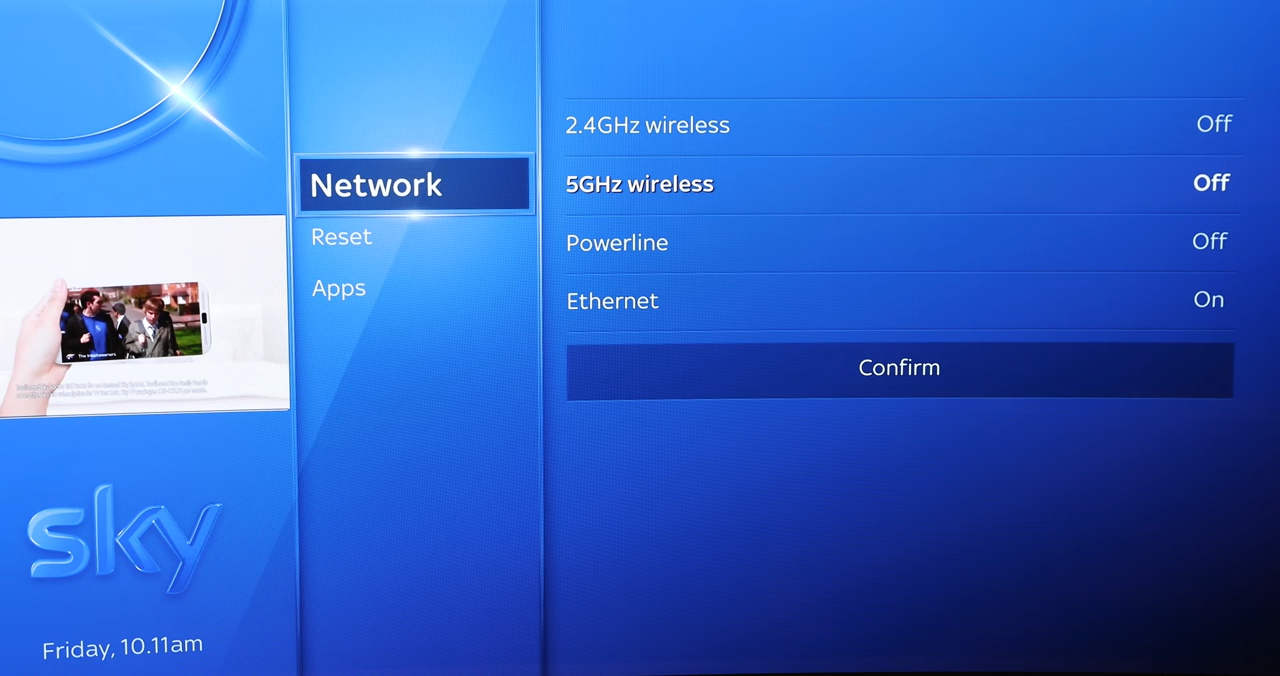 2.4GHz wireless Off
Network
5GHz wireless Off
Reset
Powerline Off
Apps
Ethernet On
The Inbetweeners
Confirm
sky
Friday, 10.11am